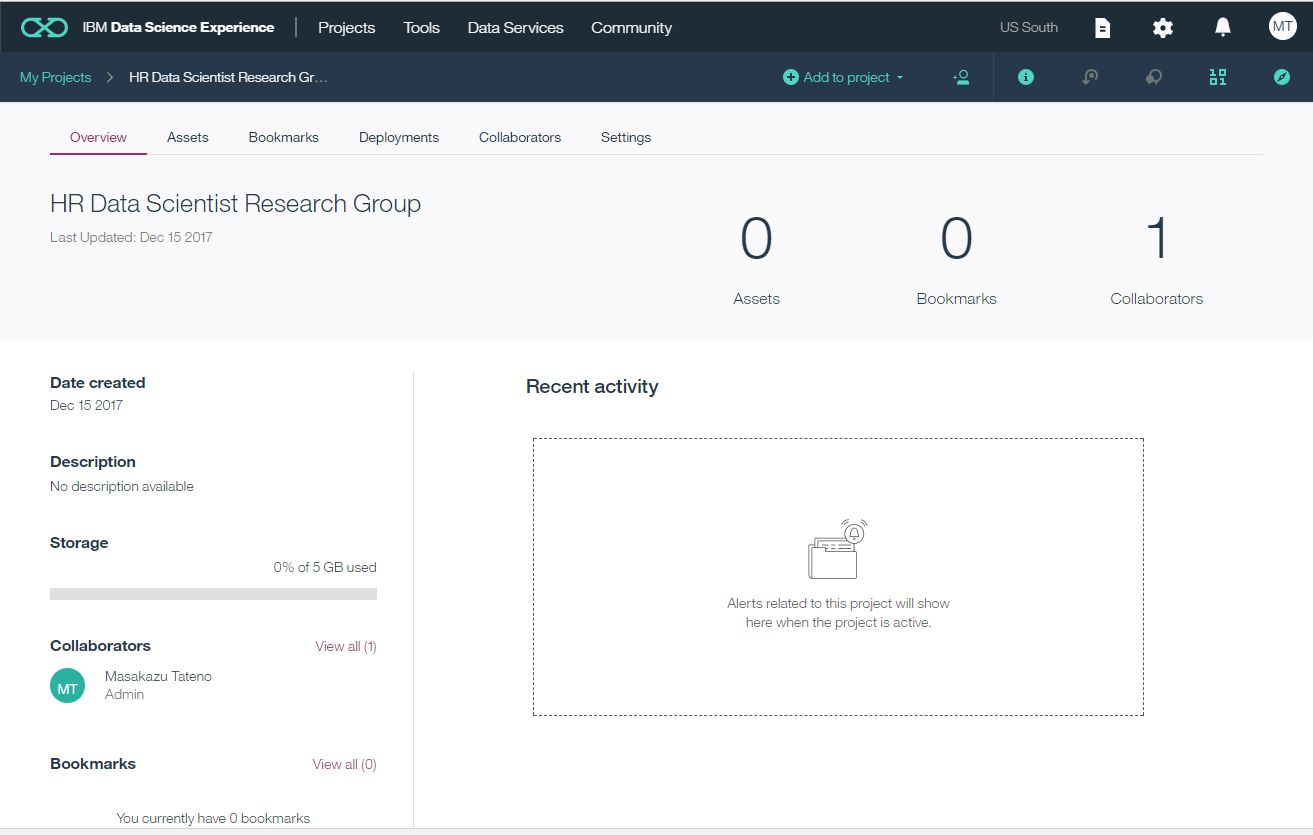 IBM Data Science Experience | Projects Tools Data Services Community US South MT
My Projects > HR Data Scientist Research Gr... Add to project
Overview Assets Bookmarks Deployments Collaborators Settings
HR Data Scientist Research Group
Last Updated: Dec 15 2017
0 0 1
Assets Bookmarks Collaborators
Date created
Dec 15 2017
Description
No description available
Storage
0% of 5 GB used
Collaborators View all (1)
MT
Masakazu Tateno
Admin
Bookmarks View all (0)
You currently have 0 bookmarks
Recent activity
Alerts related to this project will show
here when the project is active.